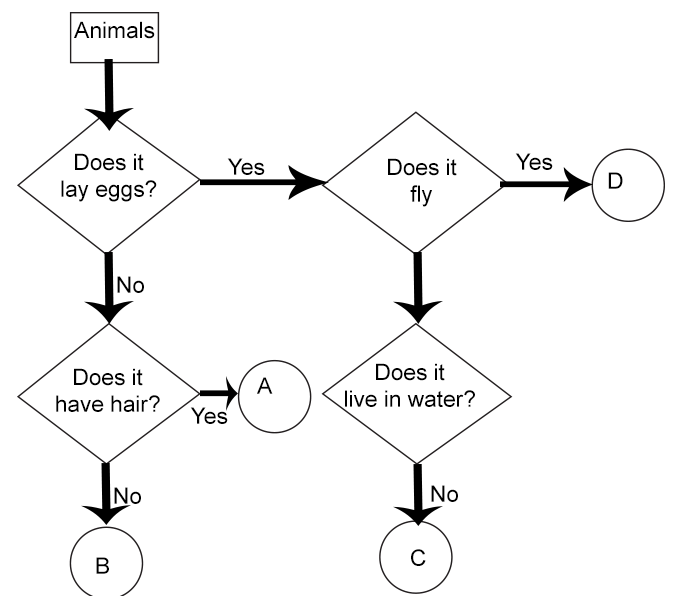 Animals
Does it
lay eggs?
Yes
Does it
fly
Yes
D
No
Does it
have hair?
Yes
A
Does it
live in water?
No
B
No
C